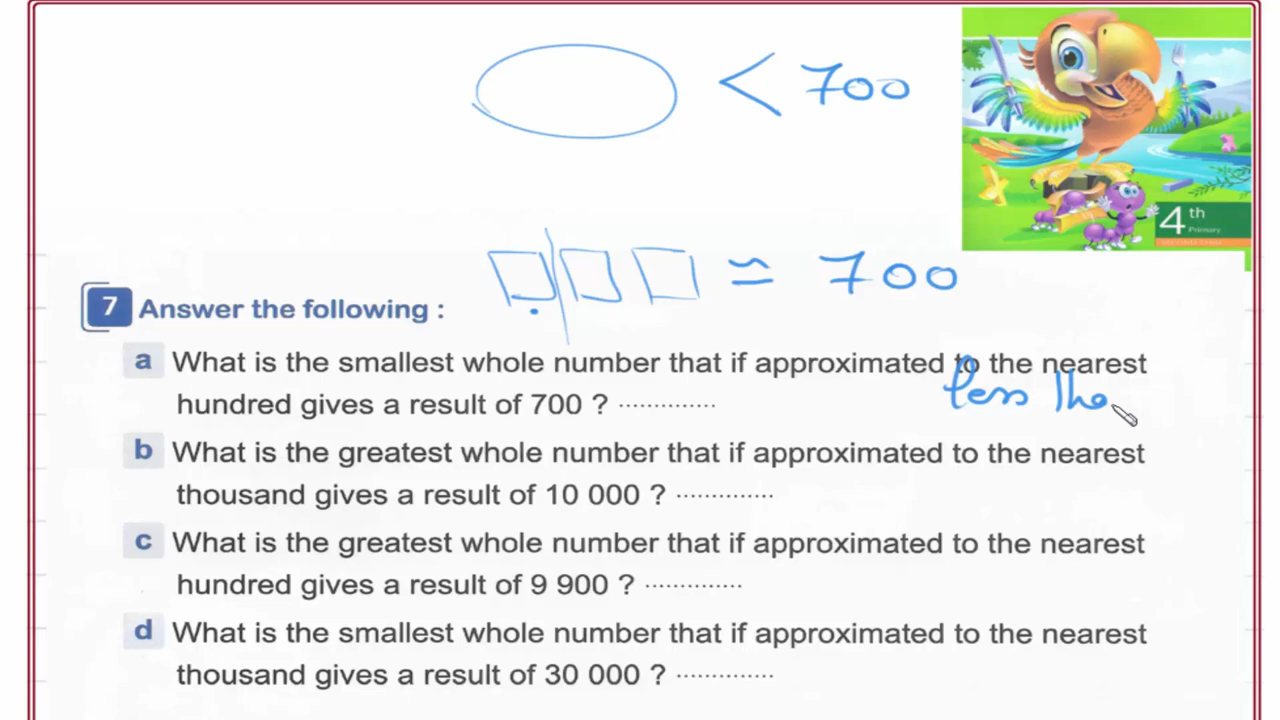 < 700
≃ 700
4th
Primary
SECOND TERM
7 Answer the following :
a What is the smallest whole number that if approximated to the nearest
hundred gives a result of 700 ? ..............
less the
b What is the greatest whole number that if approximated to the nearest
thousand gives a result of 10 000 ? ..............
c What is the greatest whole number that if approximated to the nearest
hundred gives a result of 9 900 ? ..............
d What is the smallest whole number that if approximated to the nearest
thousand gives a result of 30 000 ? ..............